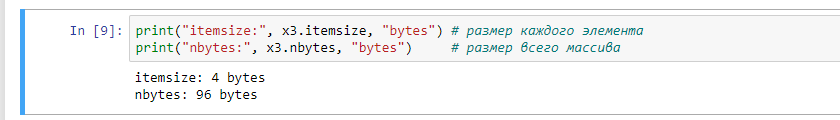 In [9]: print("itemsize:", x3.itemsize, "bytes") # размер каждого элемента
print("nbytes:", x3.nbytes, "bytes")     # размер всего массива
itemsize: 4 bytes
nbytes: 96 bytes